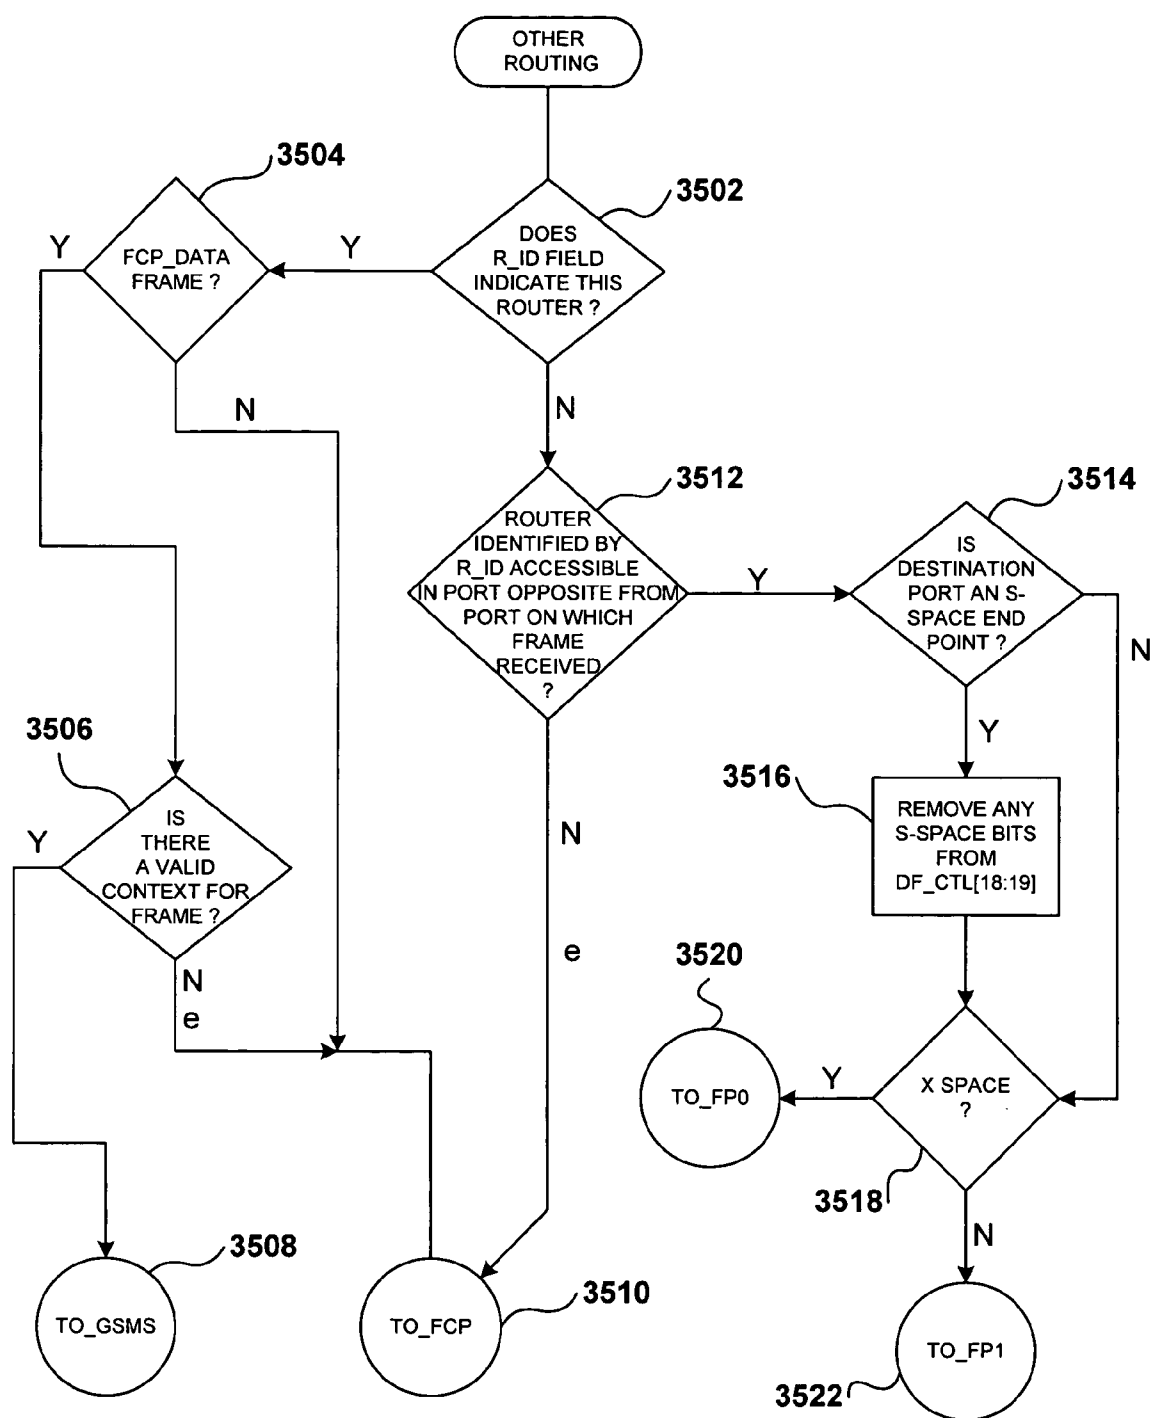 OTHER
ROUTING
3504
3502
FCP_DATA
FRAME ?
Y
Y
DOES
R_ID FIELD
INDICATE THIS
ROUTER ?
N
N
3512
3514
ROUTER
IDENTIFIED BY
R_ID ACCESSIBLE
IN PORT OPPOSITE FROM
PORT ON WHICH
FRAME
RECEIVED
?
Y
IS
DESTINATION
PORT AN S-
SPACE END
POINT ?
N
Y
3506
IS
THERE
A VALID
CONTEXT FOR
FRAME ?
Y
N
e
N
e
3516
REMOVE ANY
S-SPACE BITS
FROM
DF_CTL[18:19]
3520
TO_FP0
Y
X SPACE
?
3518
N
3508
TO_GSMS
3510
TO_FCP
TO_FP1
3522